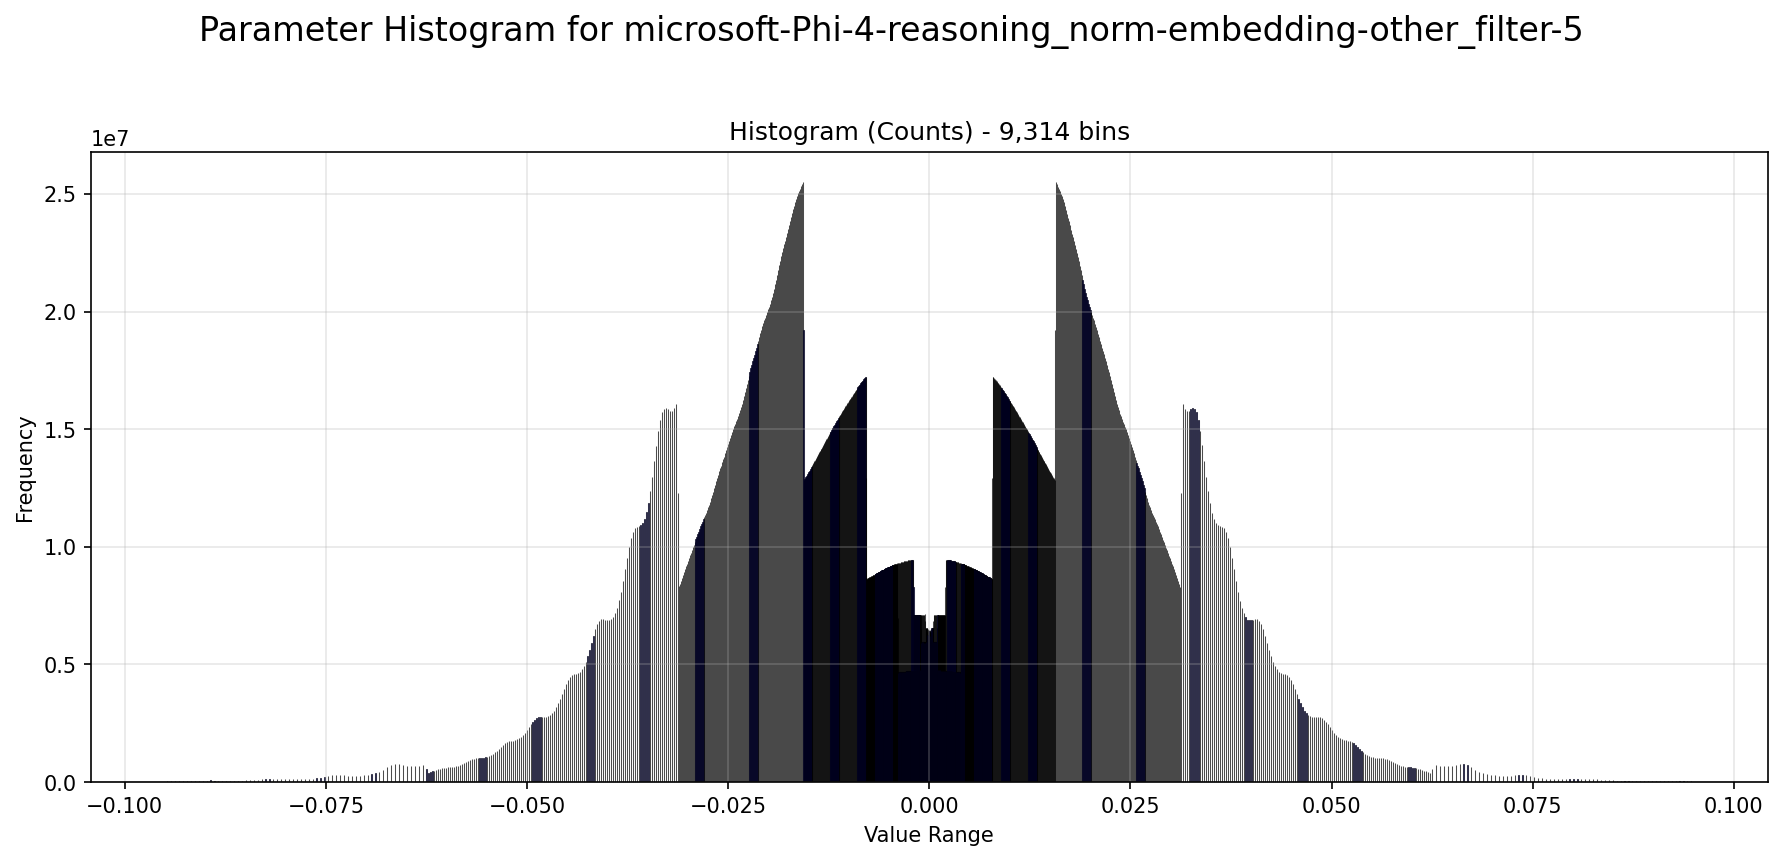 Parameter Histogram for microsoft-Phi-4-reasoning_norm-embedding-other_filter-5
Histogram (Counts) - 9,314 bins
1e7
2.5
2.0
1.5
1.0
0.5
0.0
Frequency
−0.100 −0.075 −0.050 −0.025 0.000 0.025 0.050 0.075 0.100
Value Range